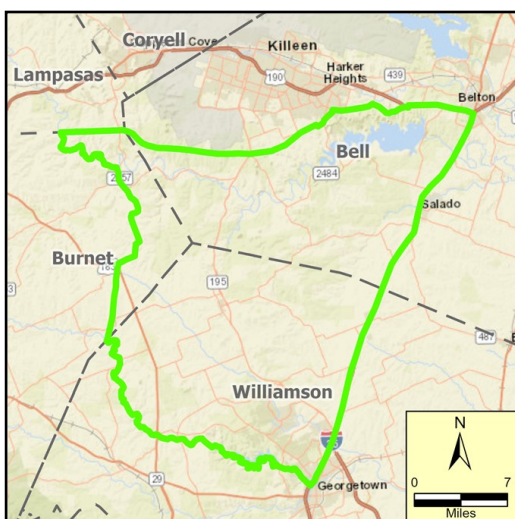 Coryell
Cove
Killeen
Lampasas
Harker
Heights
190
439
Belton
Bell
2484
2657
Salado
Burnet
183
195
487
Williamson
N
29
Georgetown
0 7
Miles